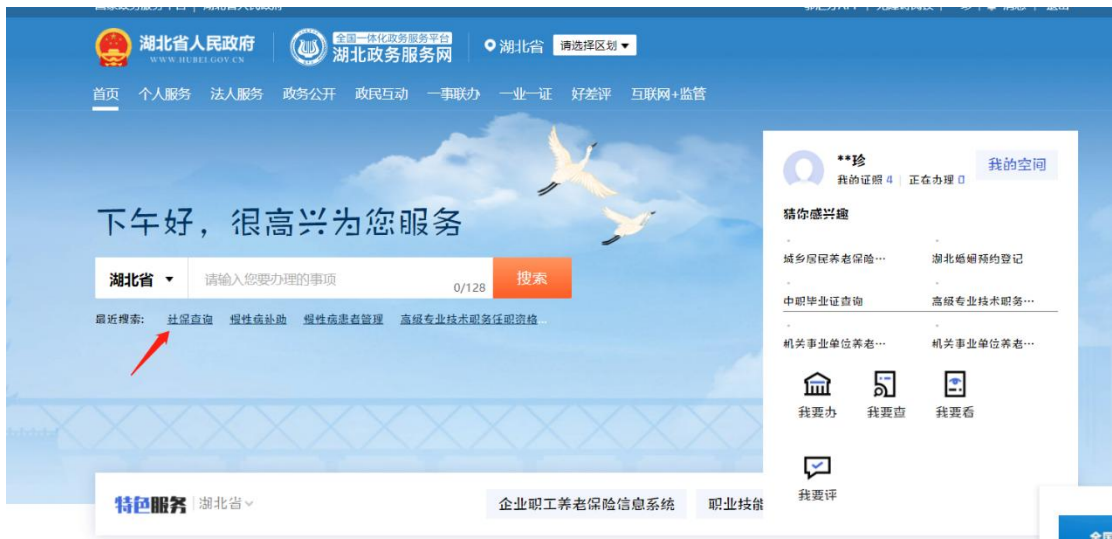 湖北省人民政府
WWW.HUBEI.GOV.CN
全国一体化政务服务平台
湖北政务服务网
湖北省 请选择区划
首页 个人服务 法人服务 政务公开 政民互动 一事联办 一业一证 好差评 互联网+监管
**珍
我的证照 4 正在办理 0
我的空间
猜你感兴趣
城乡居民养老保险… 湖北婚姻预约登记
中职毕业证查询 高级专业技术职务…
机关事业单位养老… 机关事业单位养老…
我要办 我要查 我要看
我要评
下午好，很高兴为您服务
湖北省 请输入您要办理的事项 0/128 搜索
最近搜索: 社保查询 慢性病补助 慢性病患者管理 高级专业技术职务任职资格...
特色服务 湖北省 企业职工养老保险信息系统 职业技能